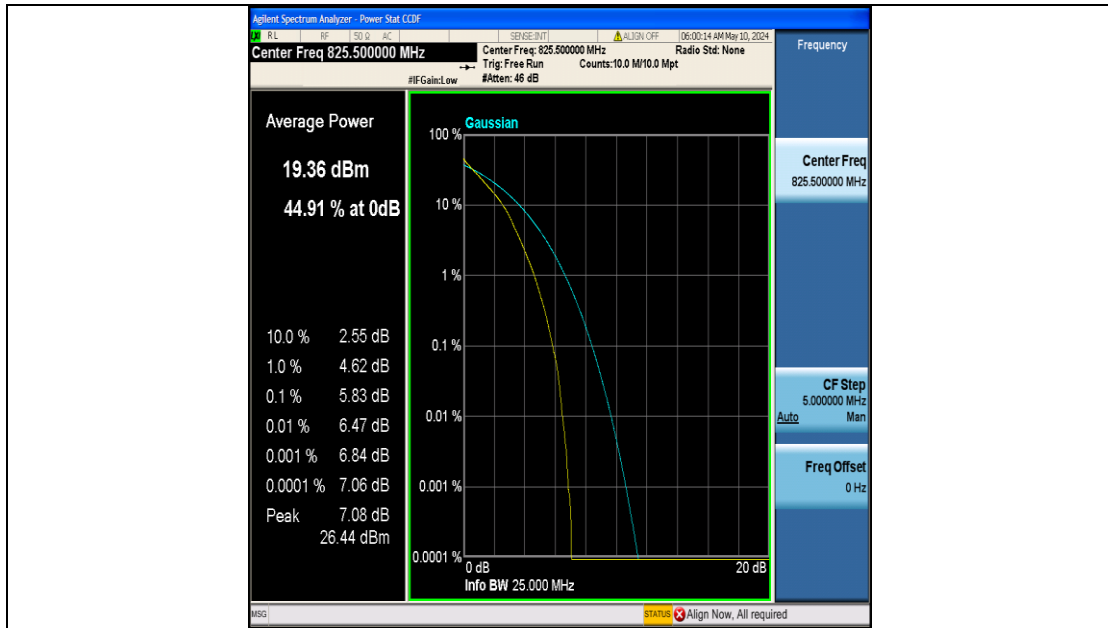 Agilent Spectrum Analyzer - Power Stat CCDF
LXI RL RF 50 Ω AC SENSE:INT ALIGN OFF 06:00:14 AM May 10, 2024
Center Freq 825.500000 MHz
Center Freq: 825.500000 MHz Radio Std: None
Trig: Free Run Counts:10.0 M/10.0 Mpt
#IFGain:Low #Atten: 46 dB
Frequency
Average Power
19.36 dBm
44.91 % at 0dB
10.0 % 2.55 dB
1.0 % 4.62 dB
0.1 % 5.83 dB
0.01 % 6.47 dB
0.001 % 6.84 dB
0.0001 % 7.06 dB
Peak 7.08 dB
26.44 dBm
Gaussian
100 %
10 %
1 %
0.1 %
0.01 %
0.001 %
0.0001 %
0 dB 20 dB
Info BW 25.000 MHz
Center Freq
825.500000 MHz
CF Step
5.000000 MHz
Auto Man
Freq Offset
0 Hz
MSG STATUS Align Now, All required